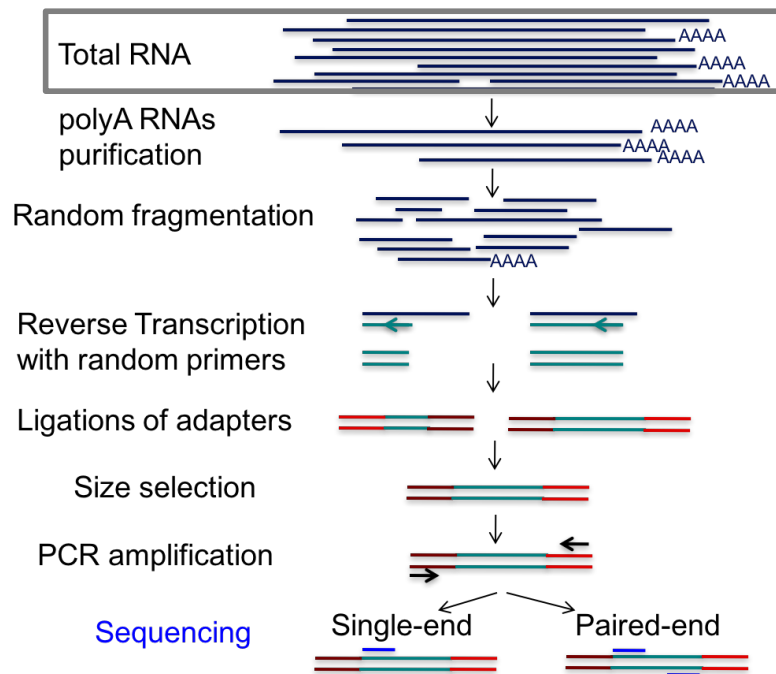 Total RNA
AAAA
AAAA
AAAA
polyA RNAs
purification
AAAA
AAAA
AAAA
Random fragmentation
AAAA
Reverse Transcription
with random primers
Ligations of adapters
Size selection
PCR amplification
Sequencing
Single-end
Paired-end